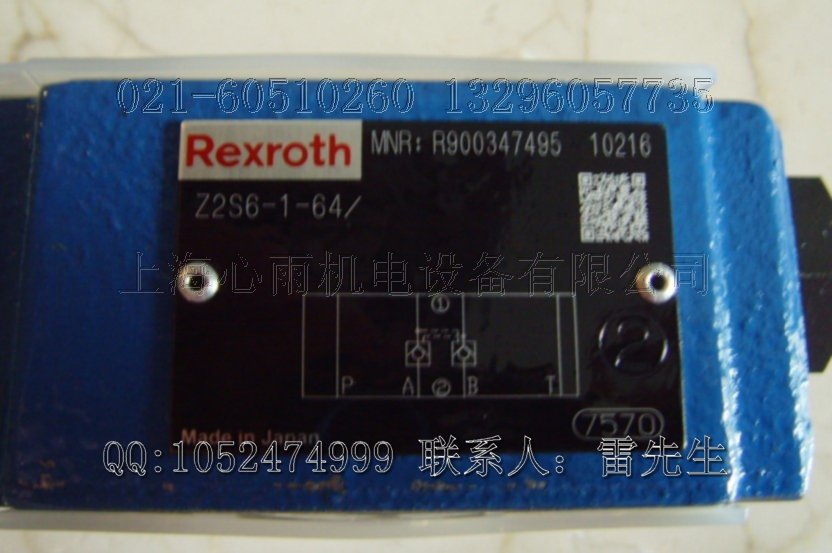 021-60510260 13296057735
Rexroth MNR: R900347495 10216
Z2S6-1-64/
上海心雨机电设备有限公司
①
②
P A ② B T
Made in Japan 7570
QQ:1052474999 联系人：雷先生